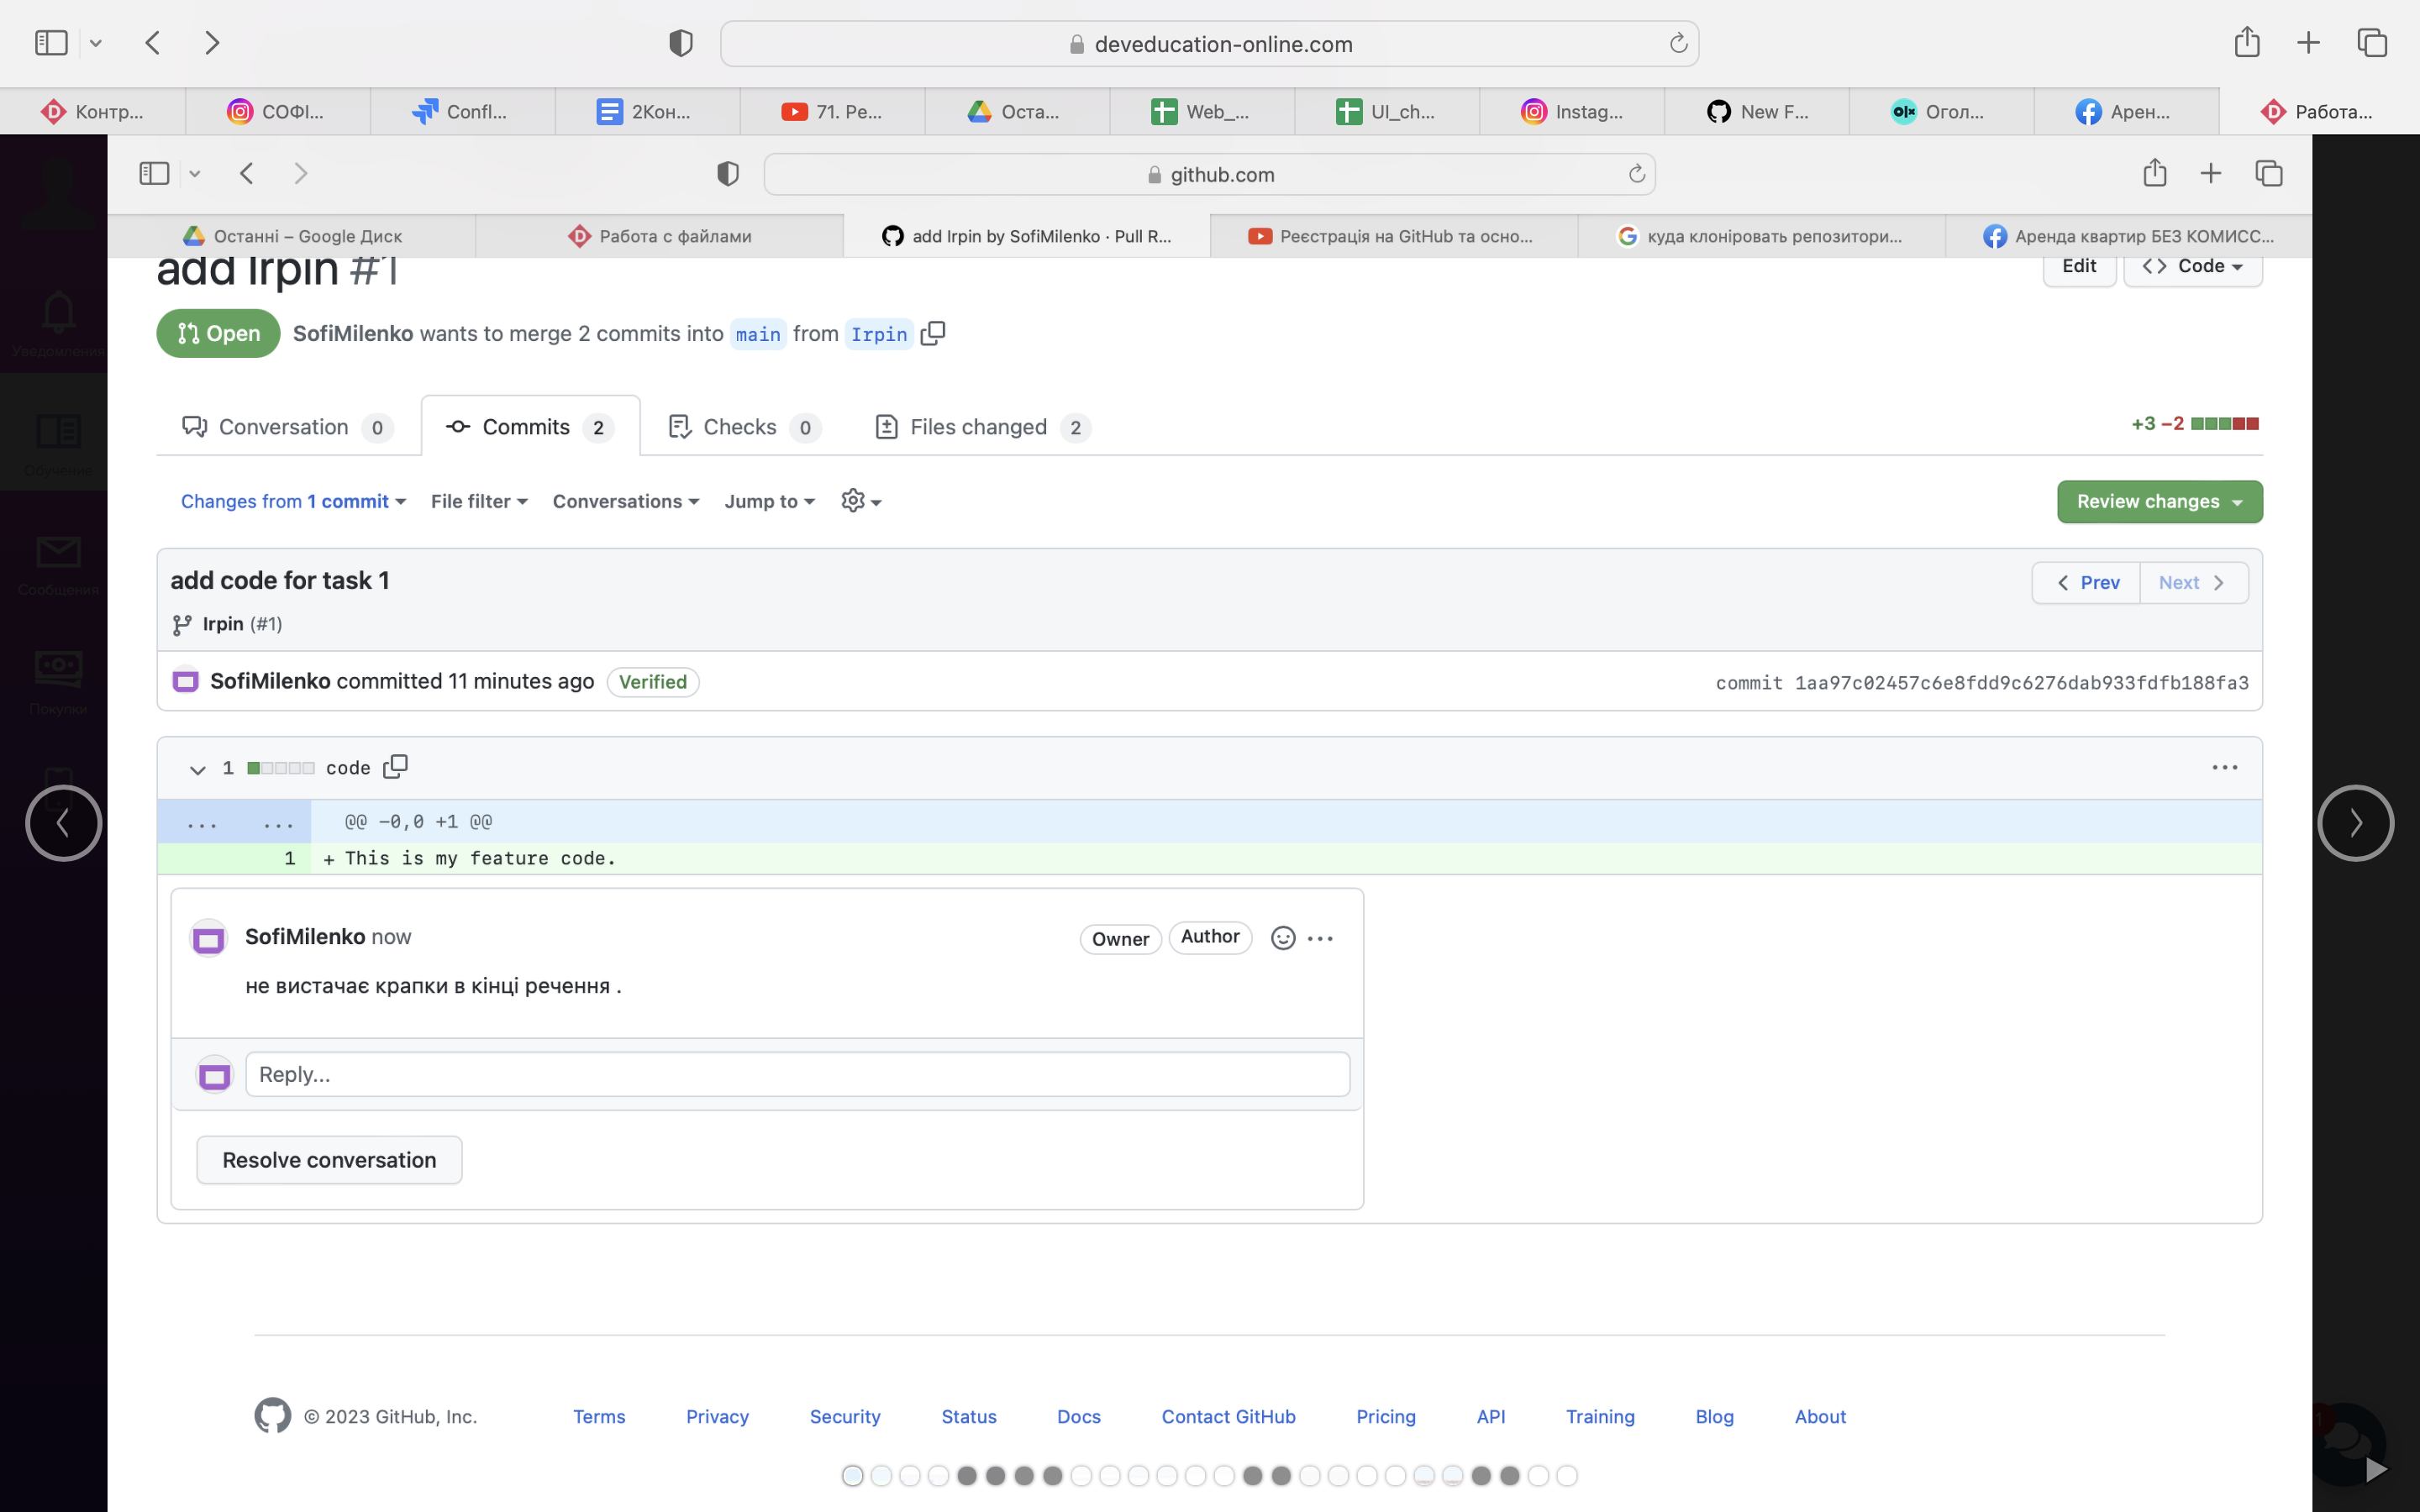 deveducation-online.com
Контр...
СОФІ...
Confl...
2Кон...
71. Ре...
Оста...
Web_...
UI_ch...
Instag...
New F...
Огол...
Арен...
Работа...
github.com
Останні – Google Диск
Работа с файлами
add Irpin by SofiMilenko · Pull R...
Реєстрація на GitHub та осно...
куда клоніровать репозитори...
Аренда квартир БЕЗ КОМИСС...
add Irpin #1
Edit
Code
Open
SofiMilenko wants to merge 2 commits into main from Irpin
Conversation 0
Commits 2
Checks 0
Files changed 2
+3 −2
Changes from 1 commit
File filter
Conversations
Jump to
Review changes
add code for task 1
Prev
Next
Irpin (#1)
SofiMilenko committed 11 minutes ago
Verified
commit 1aa97c02457c6e8fdd9c6276dab933fdfb188fa3
1
code
... ...
@@ −0,0 +1 @@
1 + This is my feature code.
SofiMilenko now
Owner
Author
не вистачає крапки в кінці речення .
Reply...
Resolve conversation
© 2023 GitHub, Inc.
Terms
Privacy
Security
Status
Docs
Contact GitHub
Pricing
API
Training
Blog
About
Уведомления
Обучение
Сообщения
Покупки
1
olx